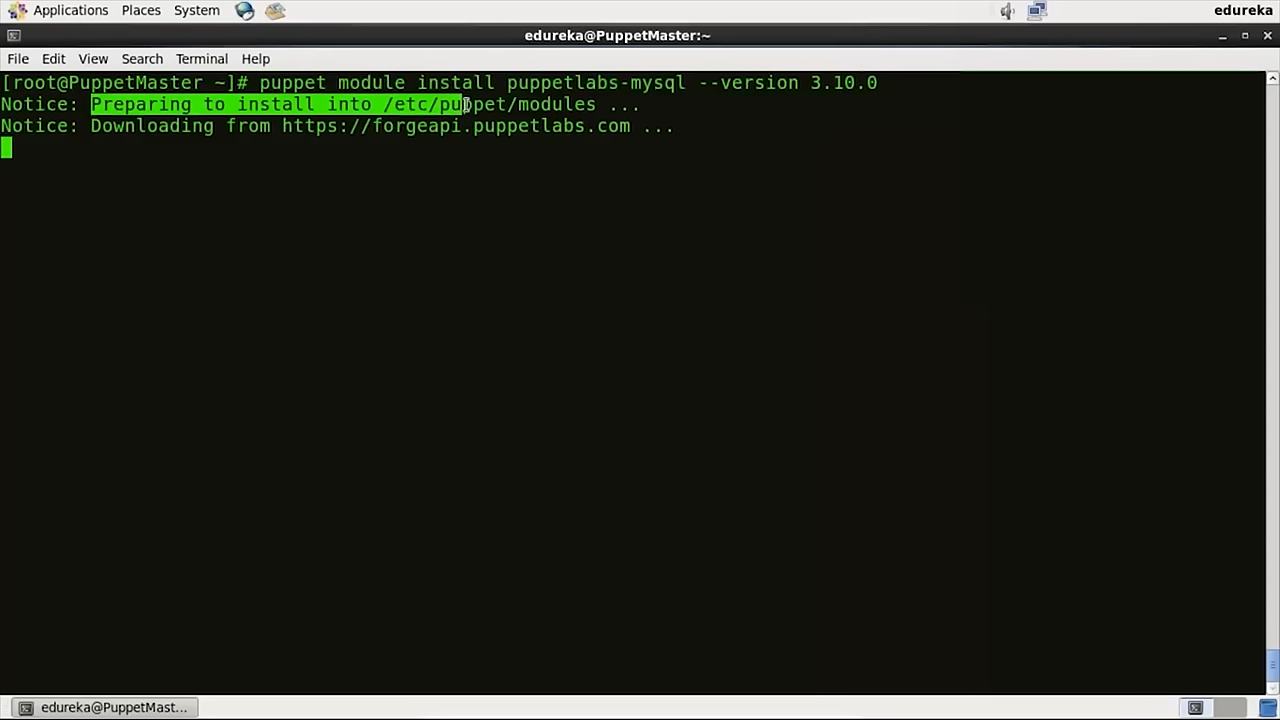 Applications Places System edureka
edureka@PuppetMaster:~
File Edit View Search Terminal Help
[root@PuppetMaster ~]# puppet module install puppetlabs-mysql --version 3.10.0
Notice: Preparing to install into /etc/puppet/modules ...
Notice: Downloading from https://forgeapi.puppetlabs.com ...
edureka@PuppetMast...